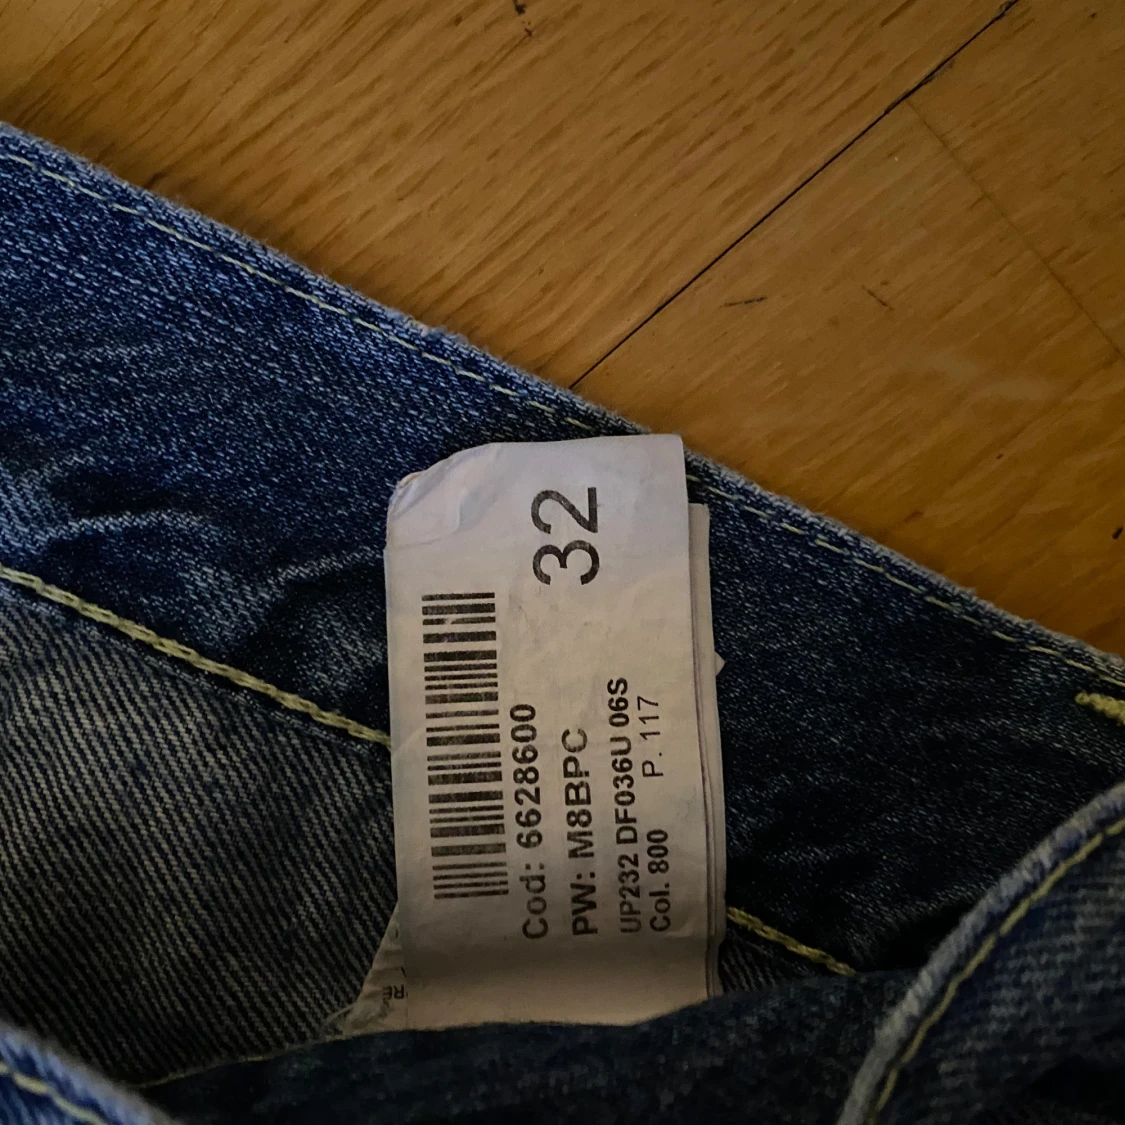 32
Cod: 6628600
PW: M8BPC
UP232 DF036U 06S
Col. 800 P. 117